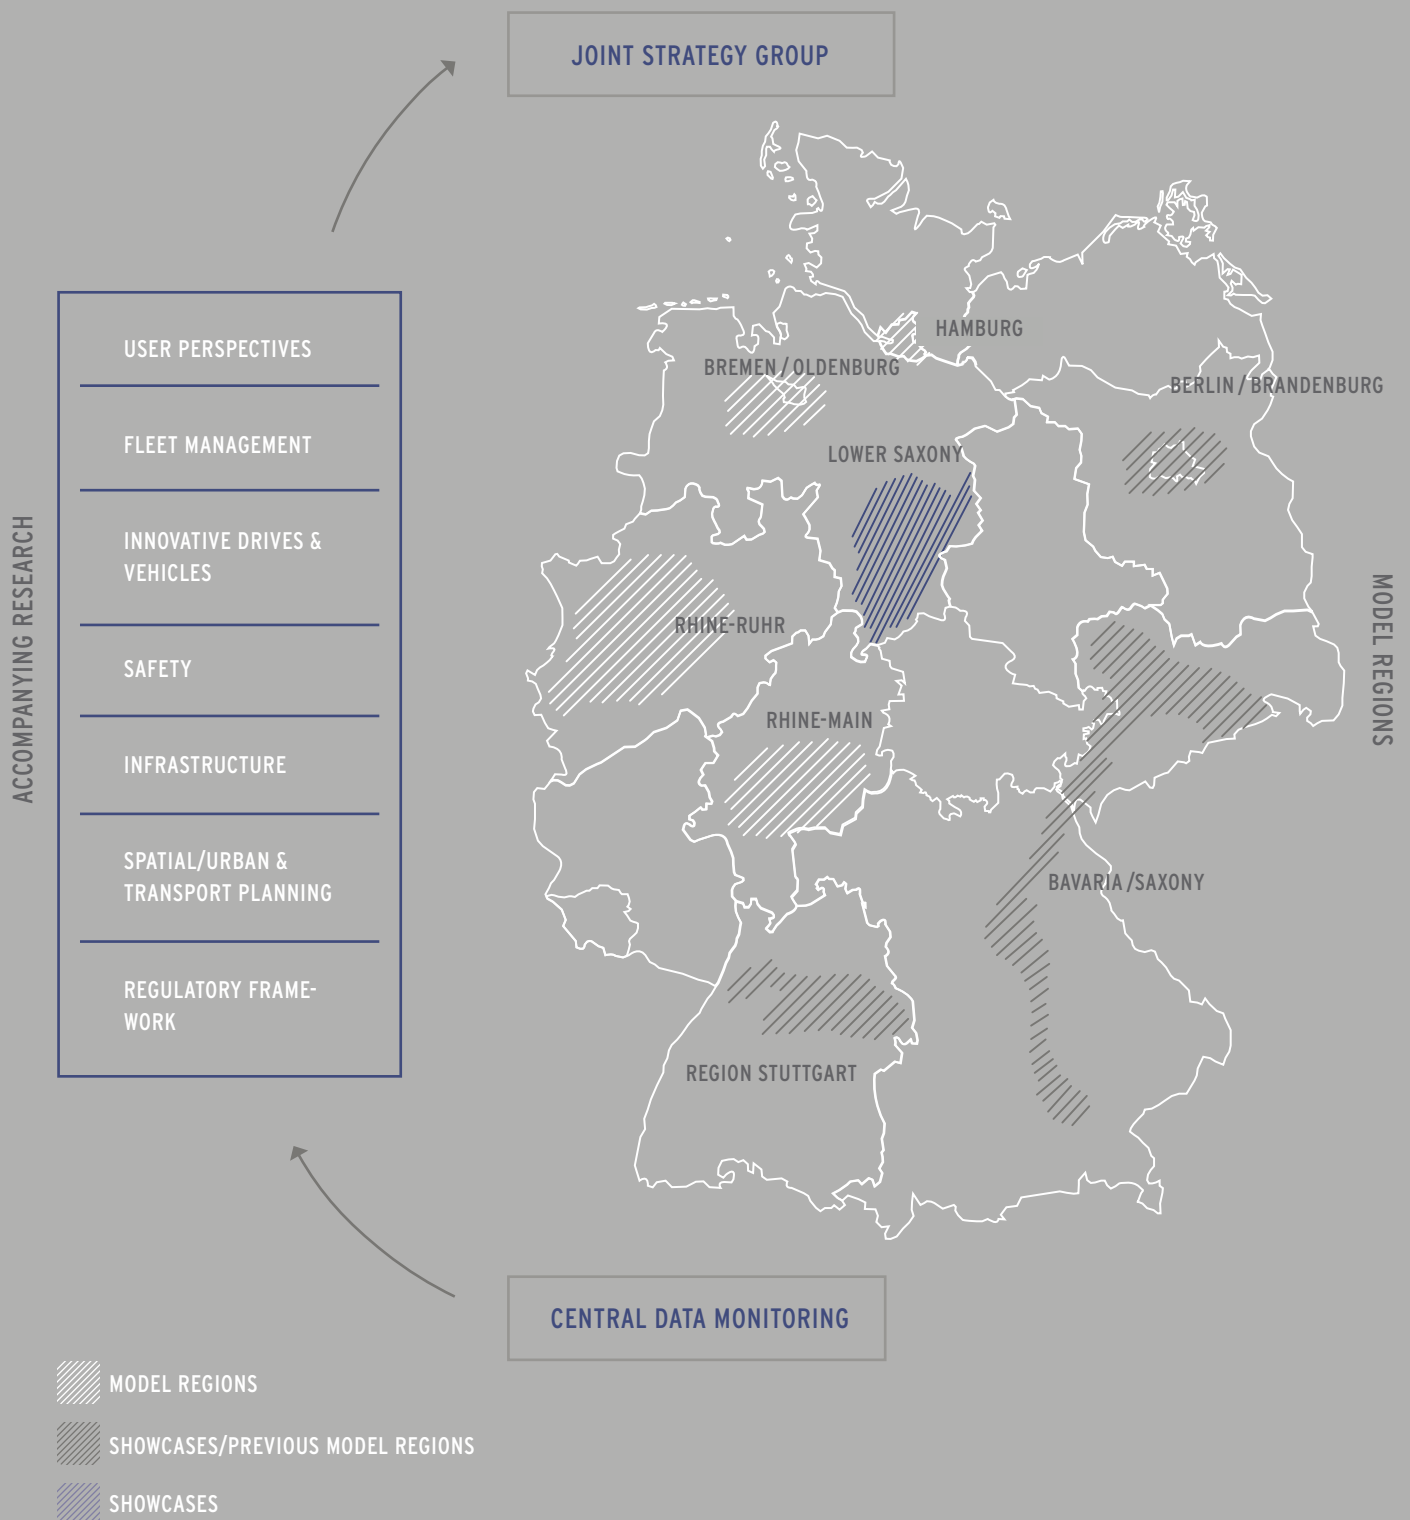 JOINT STRATEGY GROUP
ACCOMPANYING RESEARCH
USER PERSPECTIVES
FLEET MANAGEMENT
INNOVATIVE DRIVES &
VEHICLES
SAFETY
INFRASTRUCTURE
SPATIAL/URBAN &
TRANSPORT PLANNING
REGULATORY FRAME-
WORK
HAMBURG
BREMEN / OLDENBURG
BERLIN / BRANDENBURG
LOWER SAXONY
RHINE-RUHR
RHINE-MAIN
BAVARIA /SAXONY
REGION STUTTGART
MODEL REGIONS
CENTRAL DATA MONITORING
MODEL REGIONS
SHOWCASES/PREVIOUS MODEL REGIONS
SHOWCASES